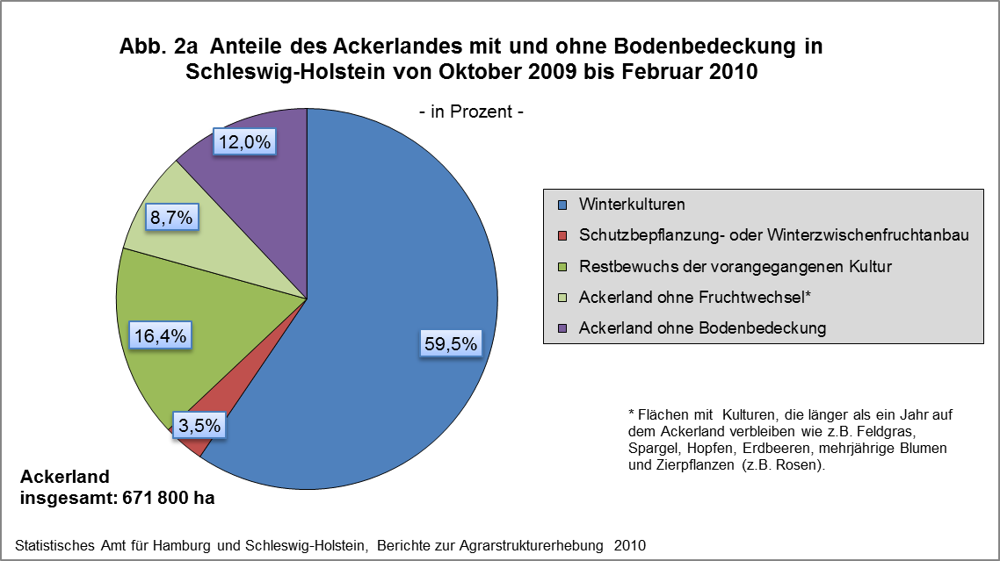 Abb. 2a  Anteile des Ackerlandes mit und ohne Bodenbedeckung in
Schleswig-Holstein von Oktober 2009 bis Februar 2010
- in Prozent -
12,0%
8,7%
16,4%
3,5%
59,5%
Winterkulturen
Schutzbepflanzung- oder Winterzwischenfruchtanbau
Restbewuchs der vorangegangenen Kultur
Ackerland ohne Fruchtwechsel*
Ackerland ohne Bodenbedeckung
* Flächen mit  Kulturen, die länger als ein Jahr auf
dem Ackerland verbleiben wie z.B. Feldgras,
Spargel, Hopfen, Erdbeeren, mehrjährige Blumen
und Zierpflanzen (z.B. Rosen).
Ackerland
insgesamt: 671 800 ha
Statistisches Amt für Hamburg und Schleswig-Holstein,  Berichte zur Agrarstrukturerhebung  2010